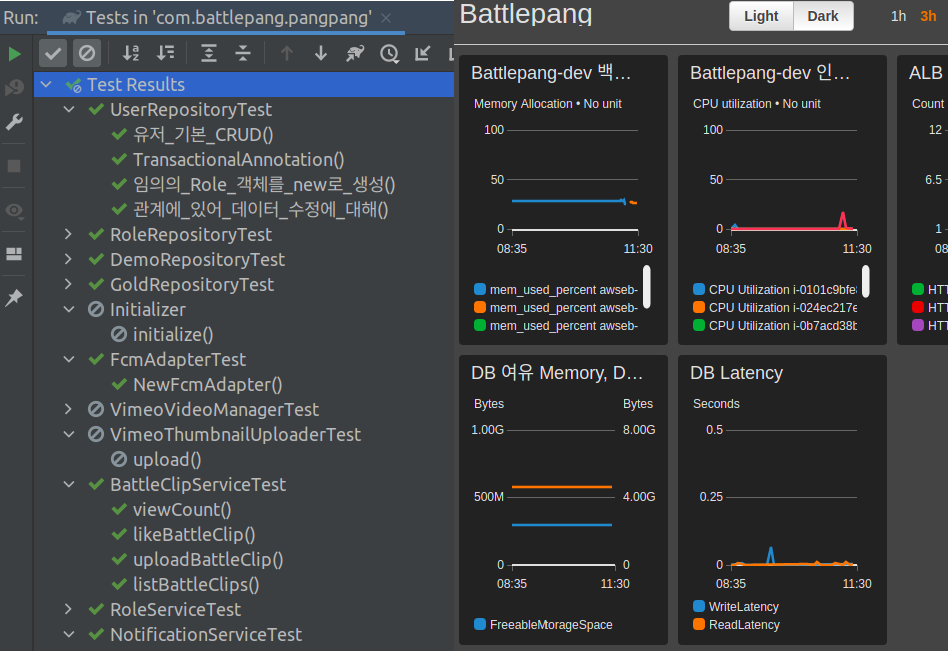 Run:
Tests in 'com.battlepang.pangpang'
Test Results
UserRepositoryTest
유저_기본_CRUD()
TransactionalAnnotation()
임의의_Role_객체를_new로_생성()
관계에_있어_데이터_수정에_대해()
RoleRepositoryTest
DemoRepositoryTest
GoldRepositoryTest
Initializer
initialize()
FcmAdapterTest
NewFcmAdapter()
VimeoVideoManagerTest
VimeoThumbnailUploaderTest
upload()
BattleClipServiceTest
viewCount()
likeBattleClip()
uploadBattleClip()
listBattleClips()
RoleServiceTest
NotificationServiceTest
Battlepang
Light Dark 1h 3h
Battlepang-dev 백...
Memory Allocation • No unit
100
50
0
08:35 11:30
mem_used_percent awseb-
mem_used_percent awseb-
mem_used_percent awseb-
Battlepang-dev 인...
CPU utilization • No unit
100
50
0
08:35 11:30
CPU Utilization i-0101c9bfe
CPU Utilization i-024ec217e
CPU Utilization i-0b7acd38b
ALB
Count
12
6.5
1
08
HTT
HTT
HTT
DB 여유 Memory, D...
Bytes Bytes
1.00G 8.00G
500M 4.00G
0 0
08:35 11:30
DB Latency
Seconds
0.5
0.25
0
08:35 11:30
WriteLatency
ReadLatency